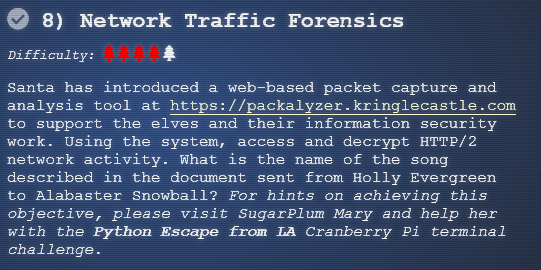 8) Network Traffic Forensics
Difficulty:
Santa has introduced a web-based packet capture and
analysis tool at https://packalyzer.kringlecastle.com
to support the elves and their information security
work. Using the system, access and decrypt HTTP/2
network activity. What is the name of the song
described in the document sent from Holly Evergreen
to Alabaster Snowball? For hints on achieving this
objective, please visit SugarPlum Mary and help her
with the Python Escape from LA Cranberry Pi terminal
challenge.